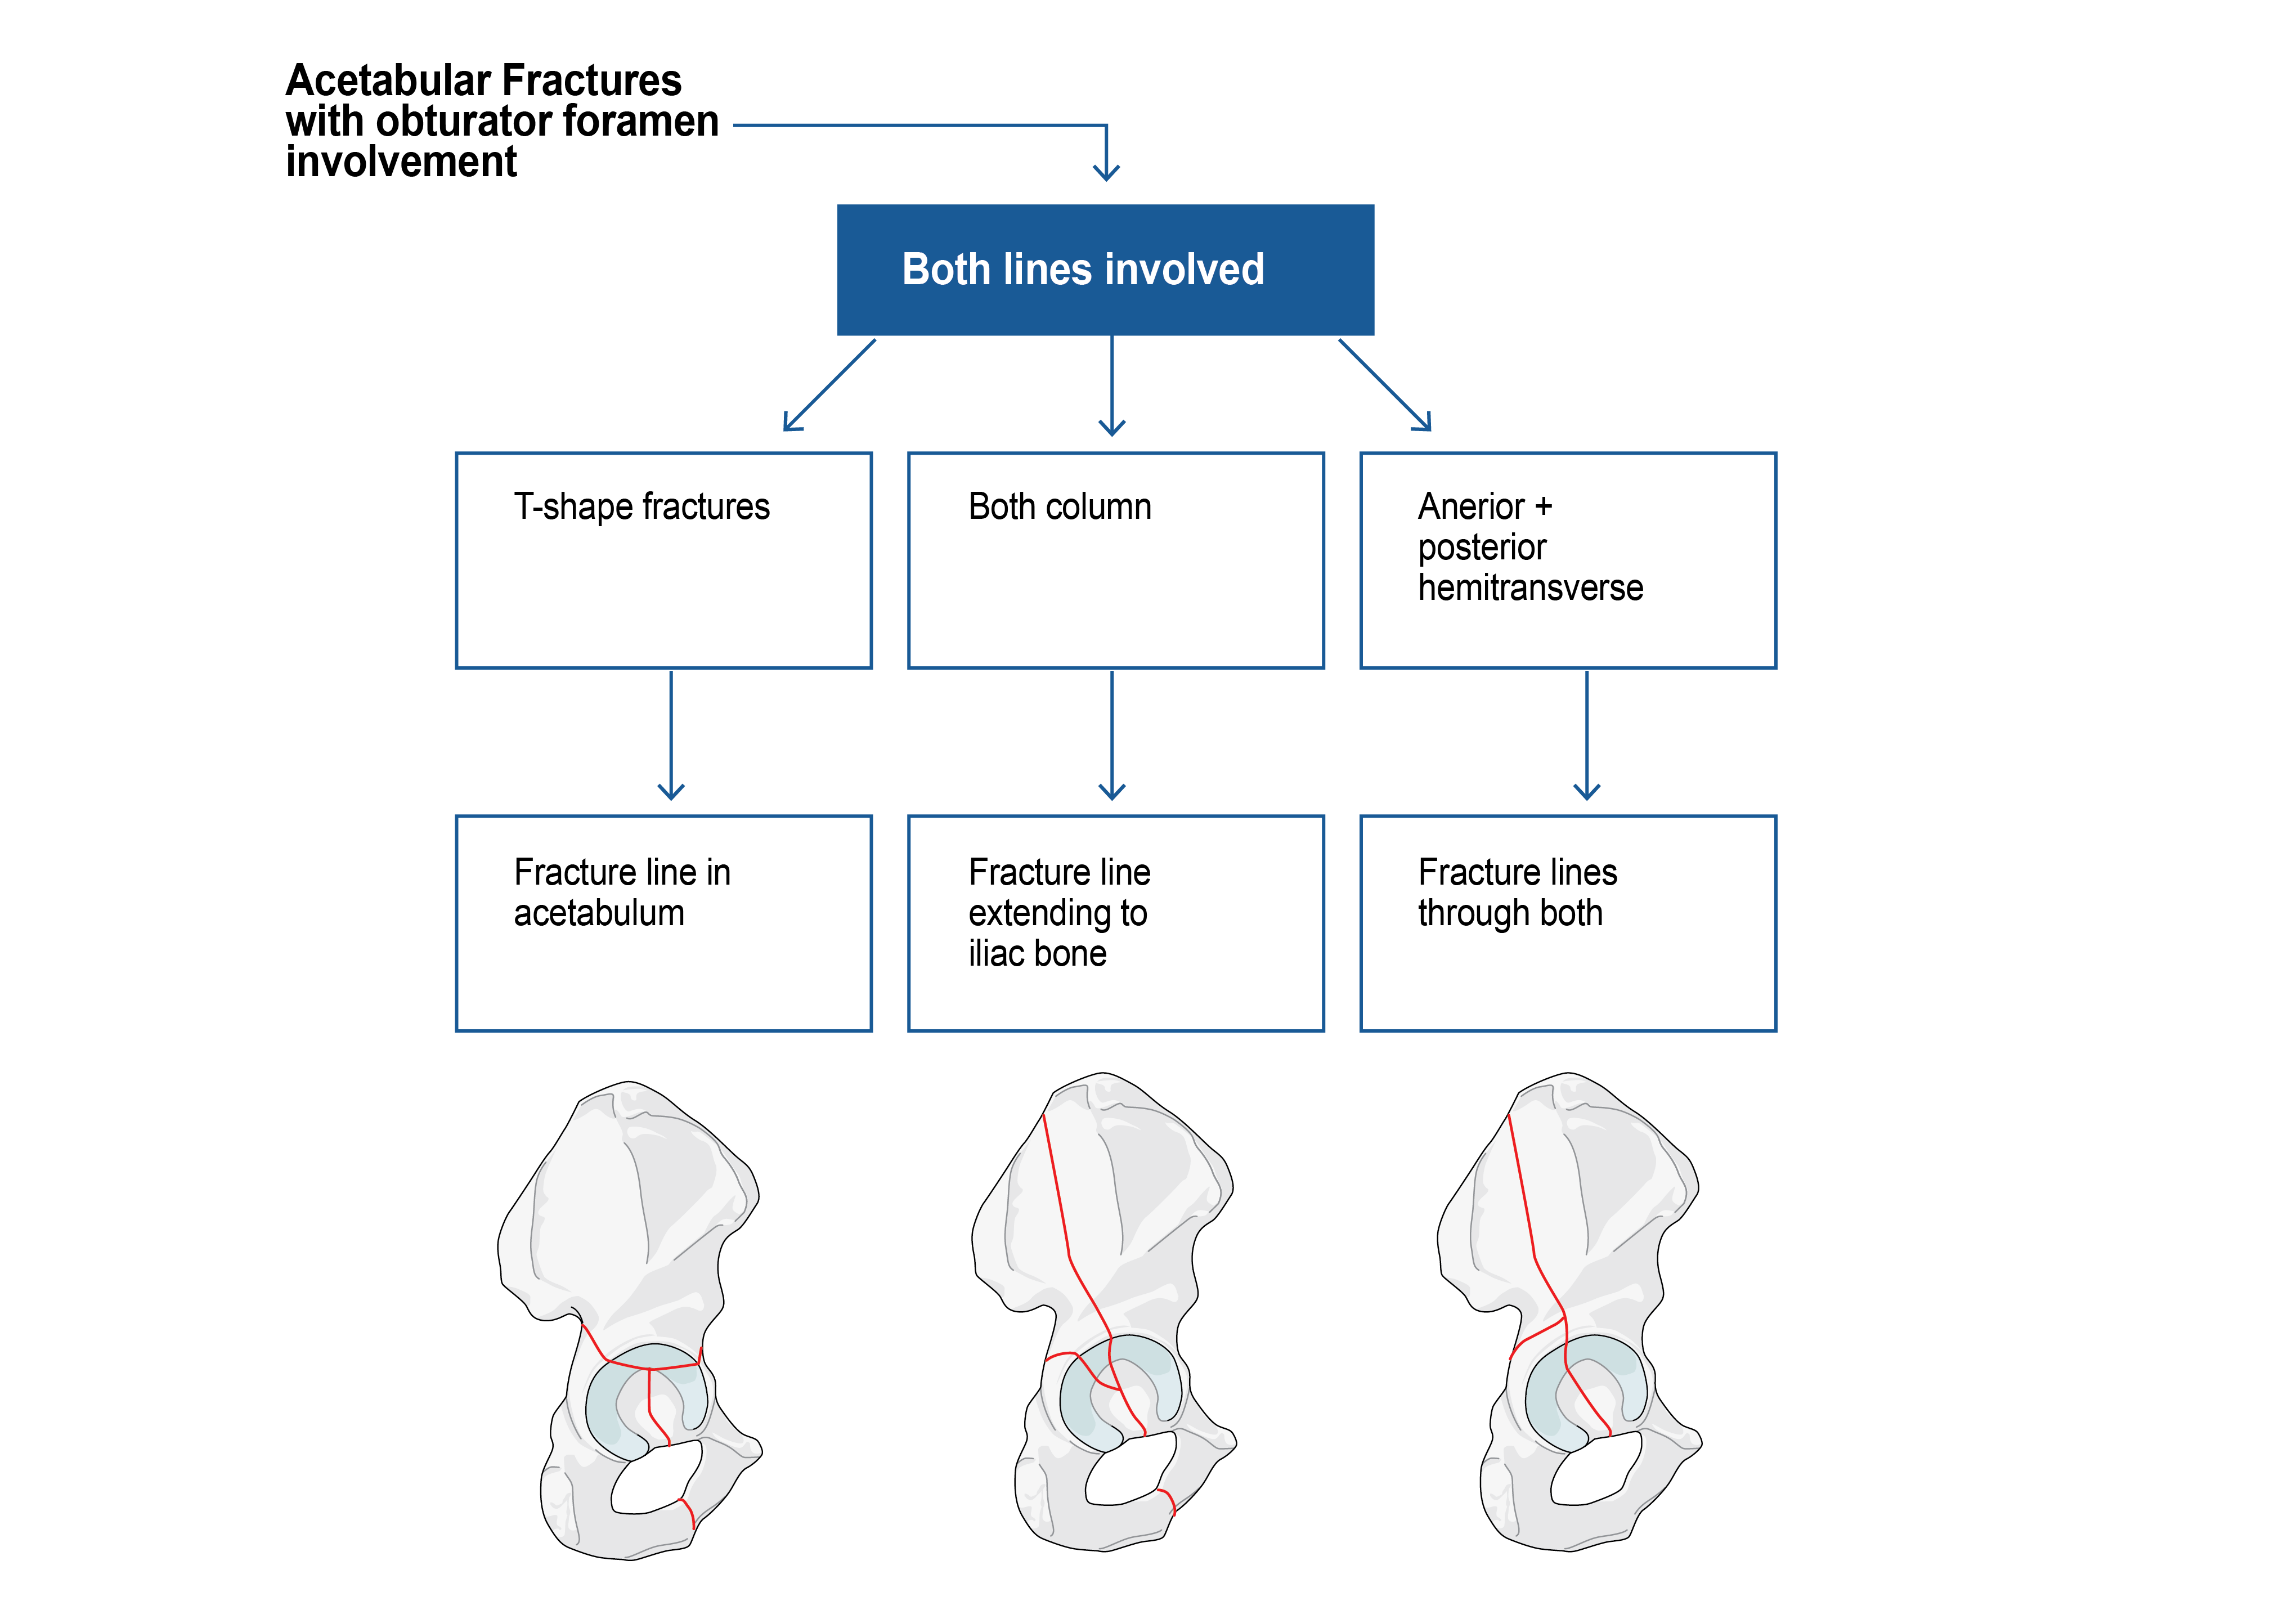 Acetabular Fractures
with obturator foramen
involvement
Both lines involved
T-shape fractures
Both column
Anerior +
posterior
hemitransverse
Fracture line in
acetabulum
Fracture line
extending to
iliac bone
Fracture lines
through both